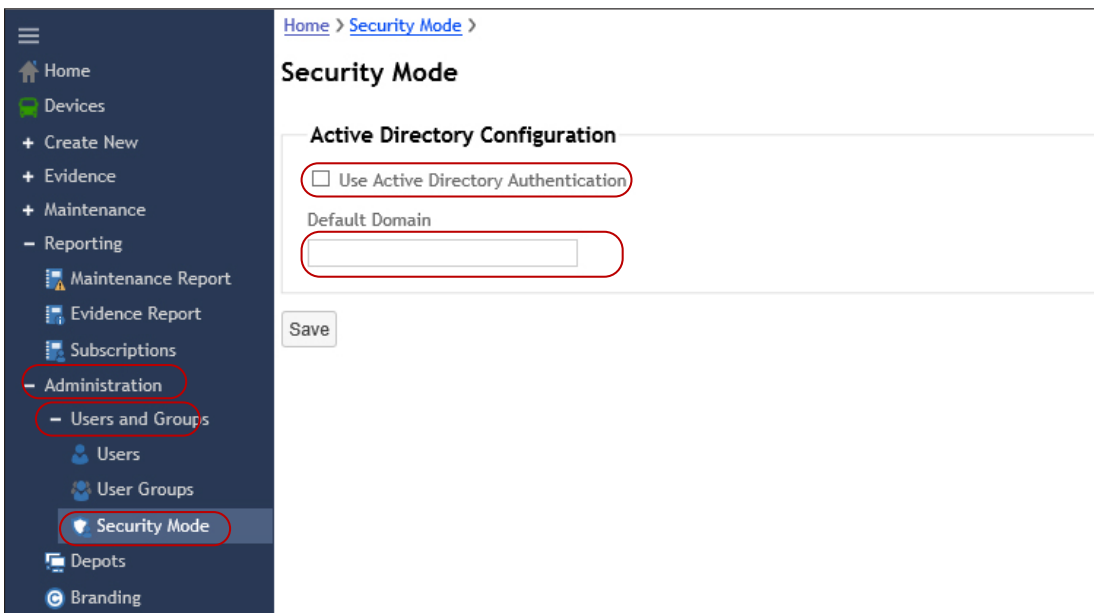 Home > Security Mode >
Home
Devices
+ Create New
+ Evidence
+ Maintenance
− Reporting
Maintenance Report
Evidence Report
Subscriptions
− Administration
− Users and Groups
Users
User Groups
Security Mode
Depots
Branding
Security Mode
Active Directory Configuration
Use Active Directory Authentication
Default Domain
Save